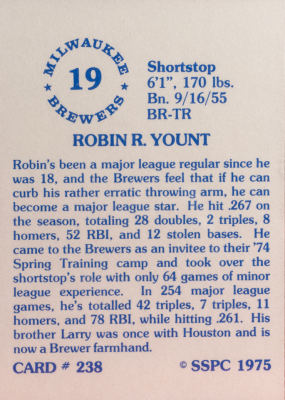 MILWAUKEE
19
BREWERS
Shortstop
6'1", 170 lbs.
Bn. 9/16/55
BR-TR
ROBIN R. YOUNT
Robin's been a major league regular since he
was 18, and the Brewers feel that if he can
curb his rather erratic throwing arm, he can
become a major league star. He hit .267 on
the season, totaling 28 doubles, 2 triples, 8
homers, 52 RBI, and 12 stolen bases. He
came to the Brewers as an invitee to their '74
Spring Training camp and took over the
shortstop's role with only 64 games of minor
league experience. In 254 major league
games, he's totalled 42 triples, 7 triples, 11
homers, and 78 RBI, while hitting .261. His
brother Larry was once with Houston and is
now a Brewer farmhand.
CARD # 238 © SSPC 1975